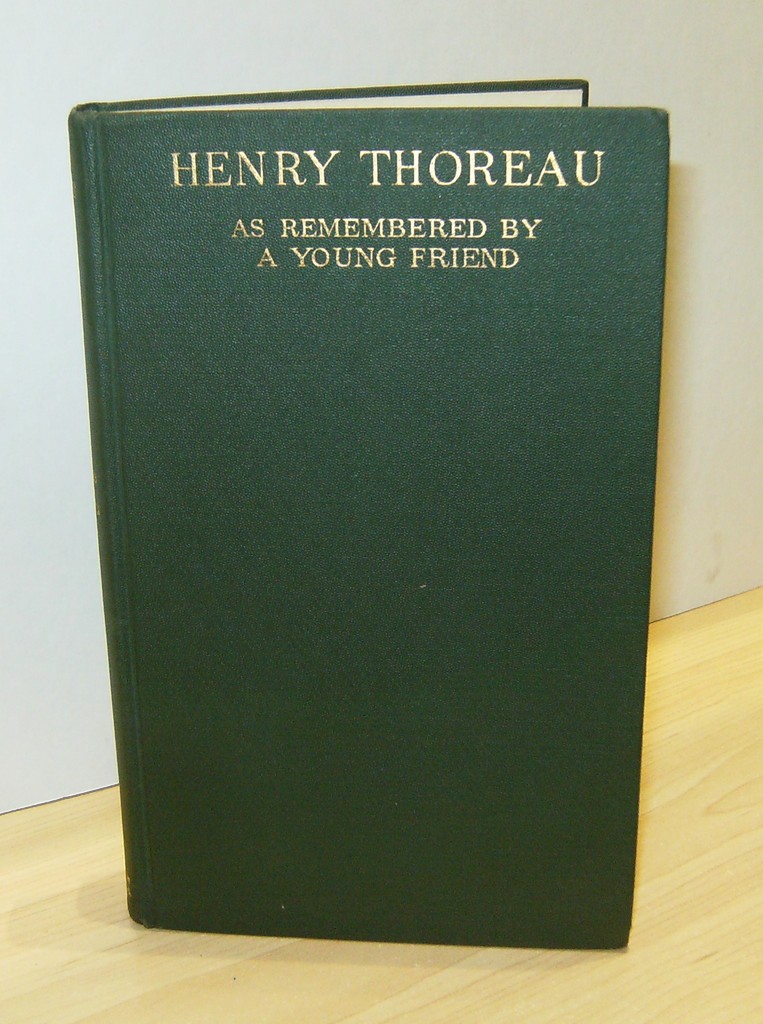 HENRY THOREAU
AS REMEMBERED BY
A YOUNG FRIEND